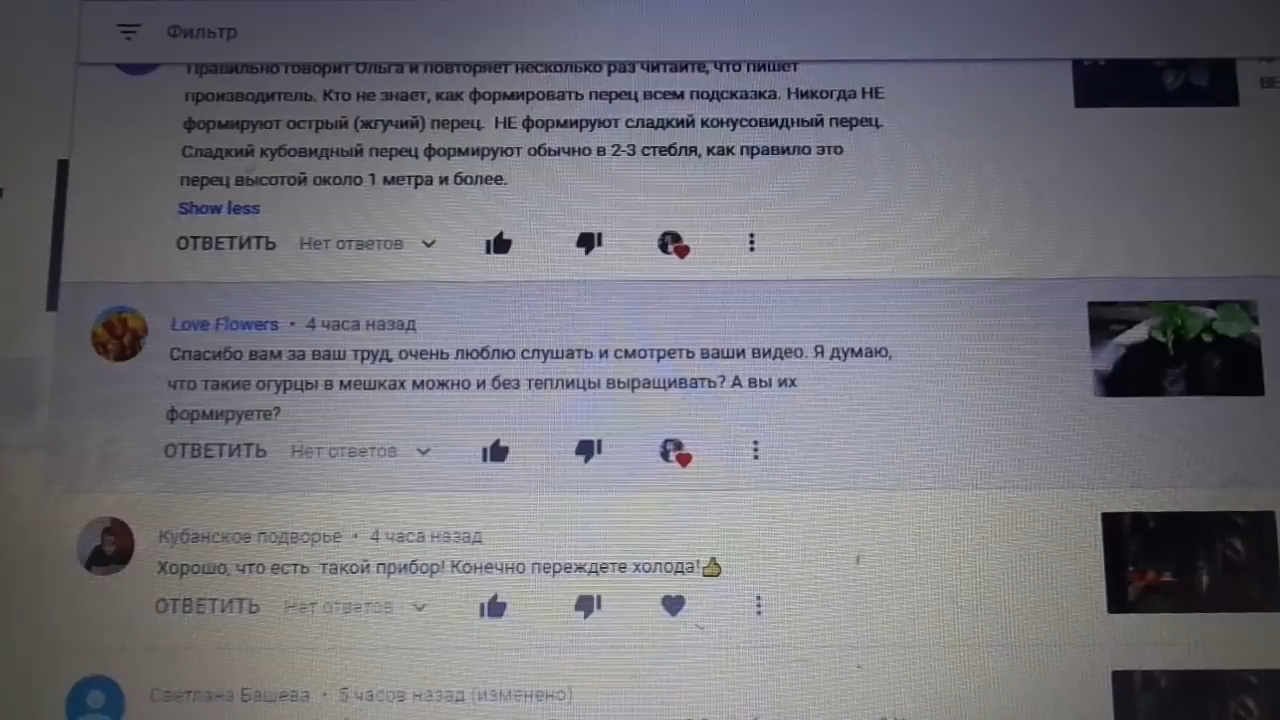 Фильтр
Правильно говорит Ольга и повторяет несколько раз читайте, что пишет
производитель. Кто не знает, как формировать перец всем подсказка. Никогда НЕ
формируют острый (жгучий) перец. НЕ формируют сладкий конусовидный перец.
Сладкий кубовидный перец формируют обычно в 2-3 стебля, как правило это
перец высотой около 1 метра и более.
Show less
ОТВЕТИТЬ Нет ответов
Love Flowers • 4 часа назад
Спасибо вам за ваш труд, очень люблю слушать и смотреть ваши видео. Я думаю,
что такие огурцы в мешках можно и без теплицы выращивать? А вы их
формируете?
ОТВЕТИТЬ Нет ответов
Кубанское подворье • 4 часа назад
Хорошо, что есть такой прибор! Конечно переждете холода!👍
ОТВЕТИТЬ Нет ответов
Светлана Башева • 5 часов назад (изменено)